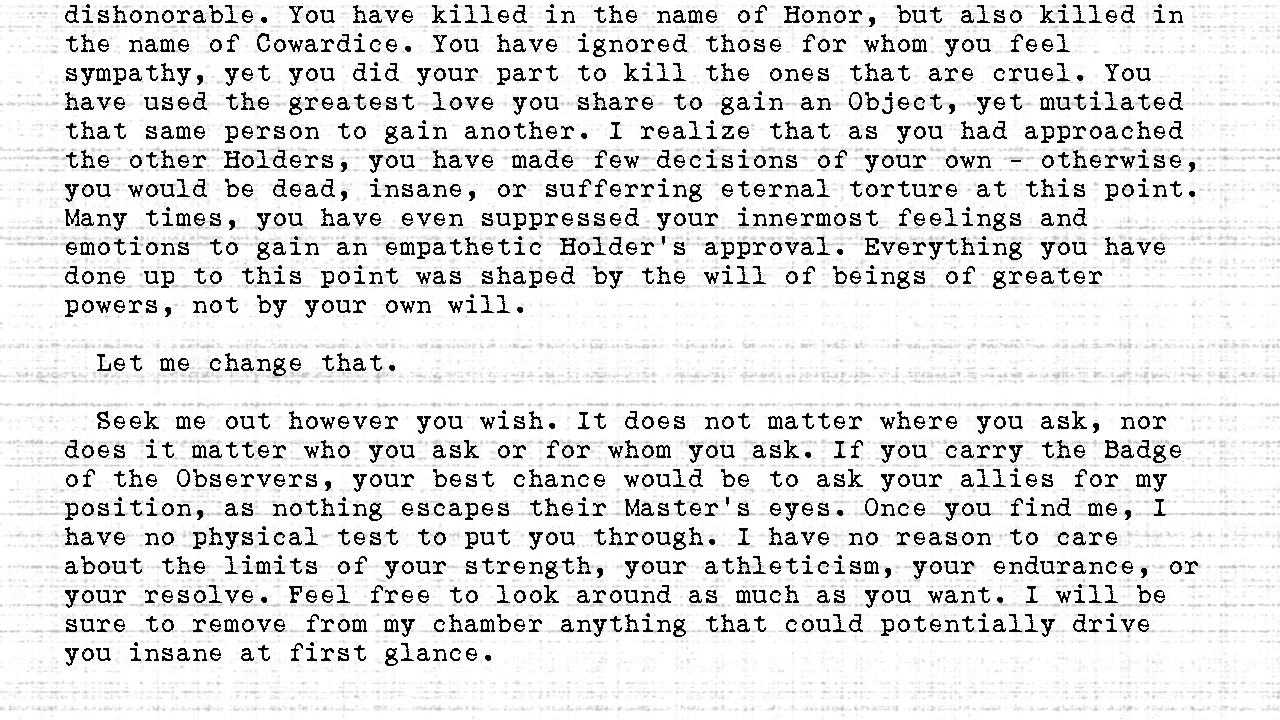 dishonorable. You have killed in the name of Honor, but also killed in
the name of Cowardice. You have ignored those for whom you feel
sympathy, yet you did your part to kill the ones that are cruel. You
have used the greatest love you share to gain an Object, yet mutilated
that same person to gain another. I realize that as you had approached
the other Holders, you have made few decisions of your own - otherwise,
you would be dead, insane, or sufferring eternal torture at this point.
Many times, you have even suppressed your innermost feelings and
emotions to gain an empathetic Holder's approval. Everything you have
done up to this point was shaped by the will of beings of greater
powers, not by your own will.
Let me change that.
Seek me out however you wish. It does not matter where you ask, nor
does it matter who you ask or for whom you ask. If you carry the Badge
of the Observers, your best chance would be to ask your allies for my
position, as nothing escapes their Master's eyes. Once you find me, I
have no physical test to put you through. I have no reason to care
about the limits of your strength, your athleticism, your endurance, or
your resolve. Feel free to look around as much as you want. I will be
sure to remove from my chamber anything that could potentially drive
you insane at first glance.